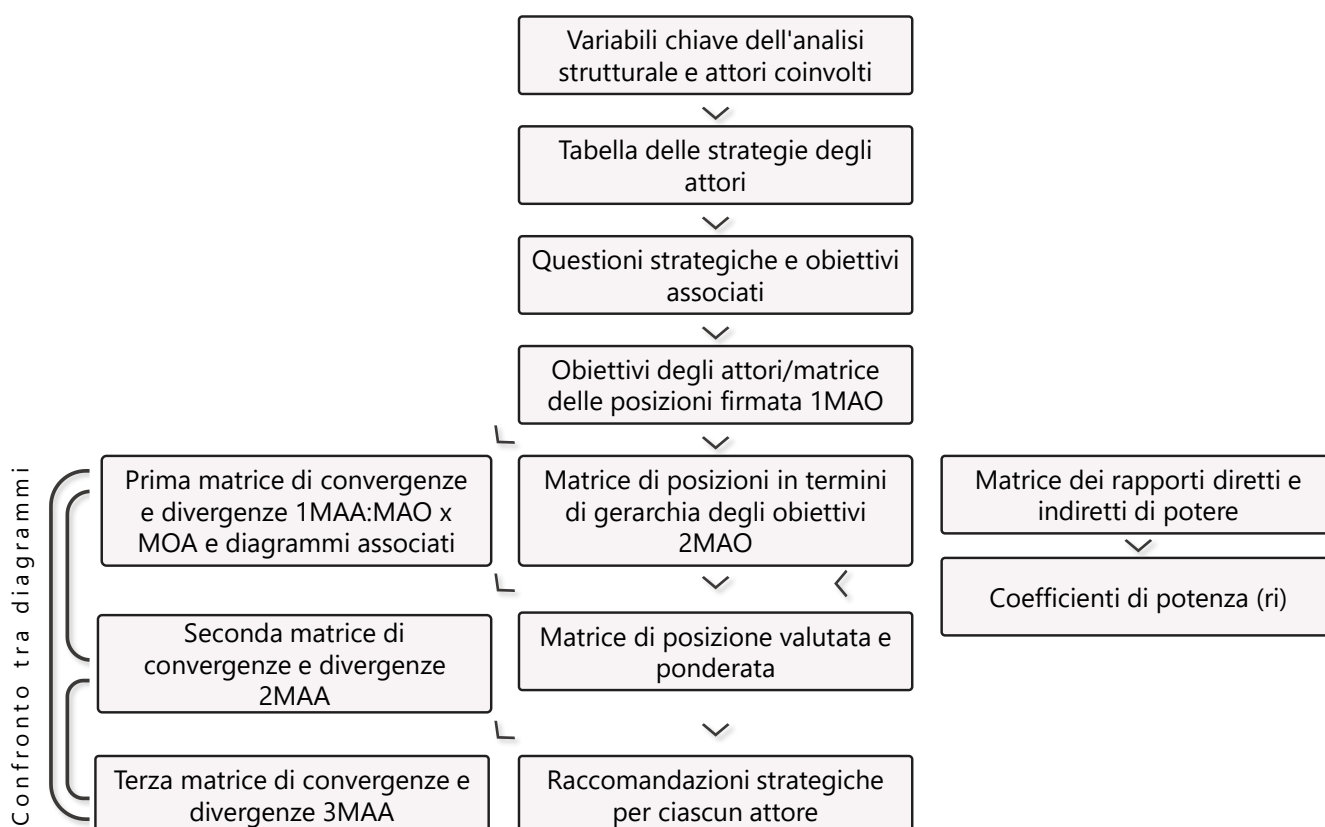 Variabili chiave dell'analisi
strutturale e attori coinvolti
Tabella delle strategie degli
attori
Questioni strategiche e obiettivi
associati
Obiettivi degli attori/matrice
delle posizioni firmata 1MAO
Confronto tra diagrammi
Prima matrice di convergenze
e divergenze 1MAA:MAO x
MOA e diagrammi associati
Matrice di posizioni in termini
di gerarchia degli obiettivi
2MAO
Matrice dei rapporti diretti e
indiretti di potere
Coefficienti di potenza (ri)
Seconda matrice di
convergenze e divergenze
2MAA
Matrice di posizione valutata e
ponderata
Terza matrice di convergenze e
divergenze 3MAA
Raccomandazioni strategiche
per ciascun attore